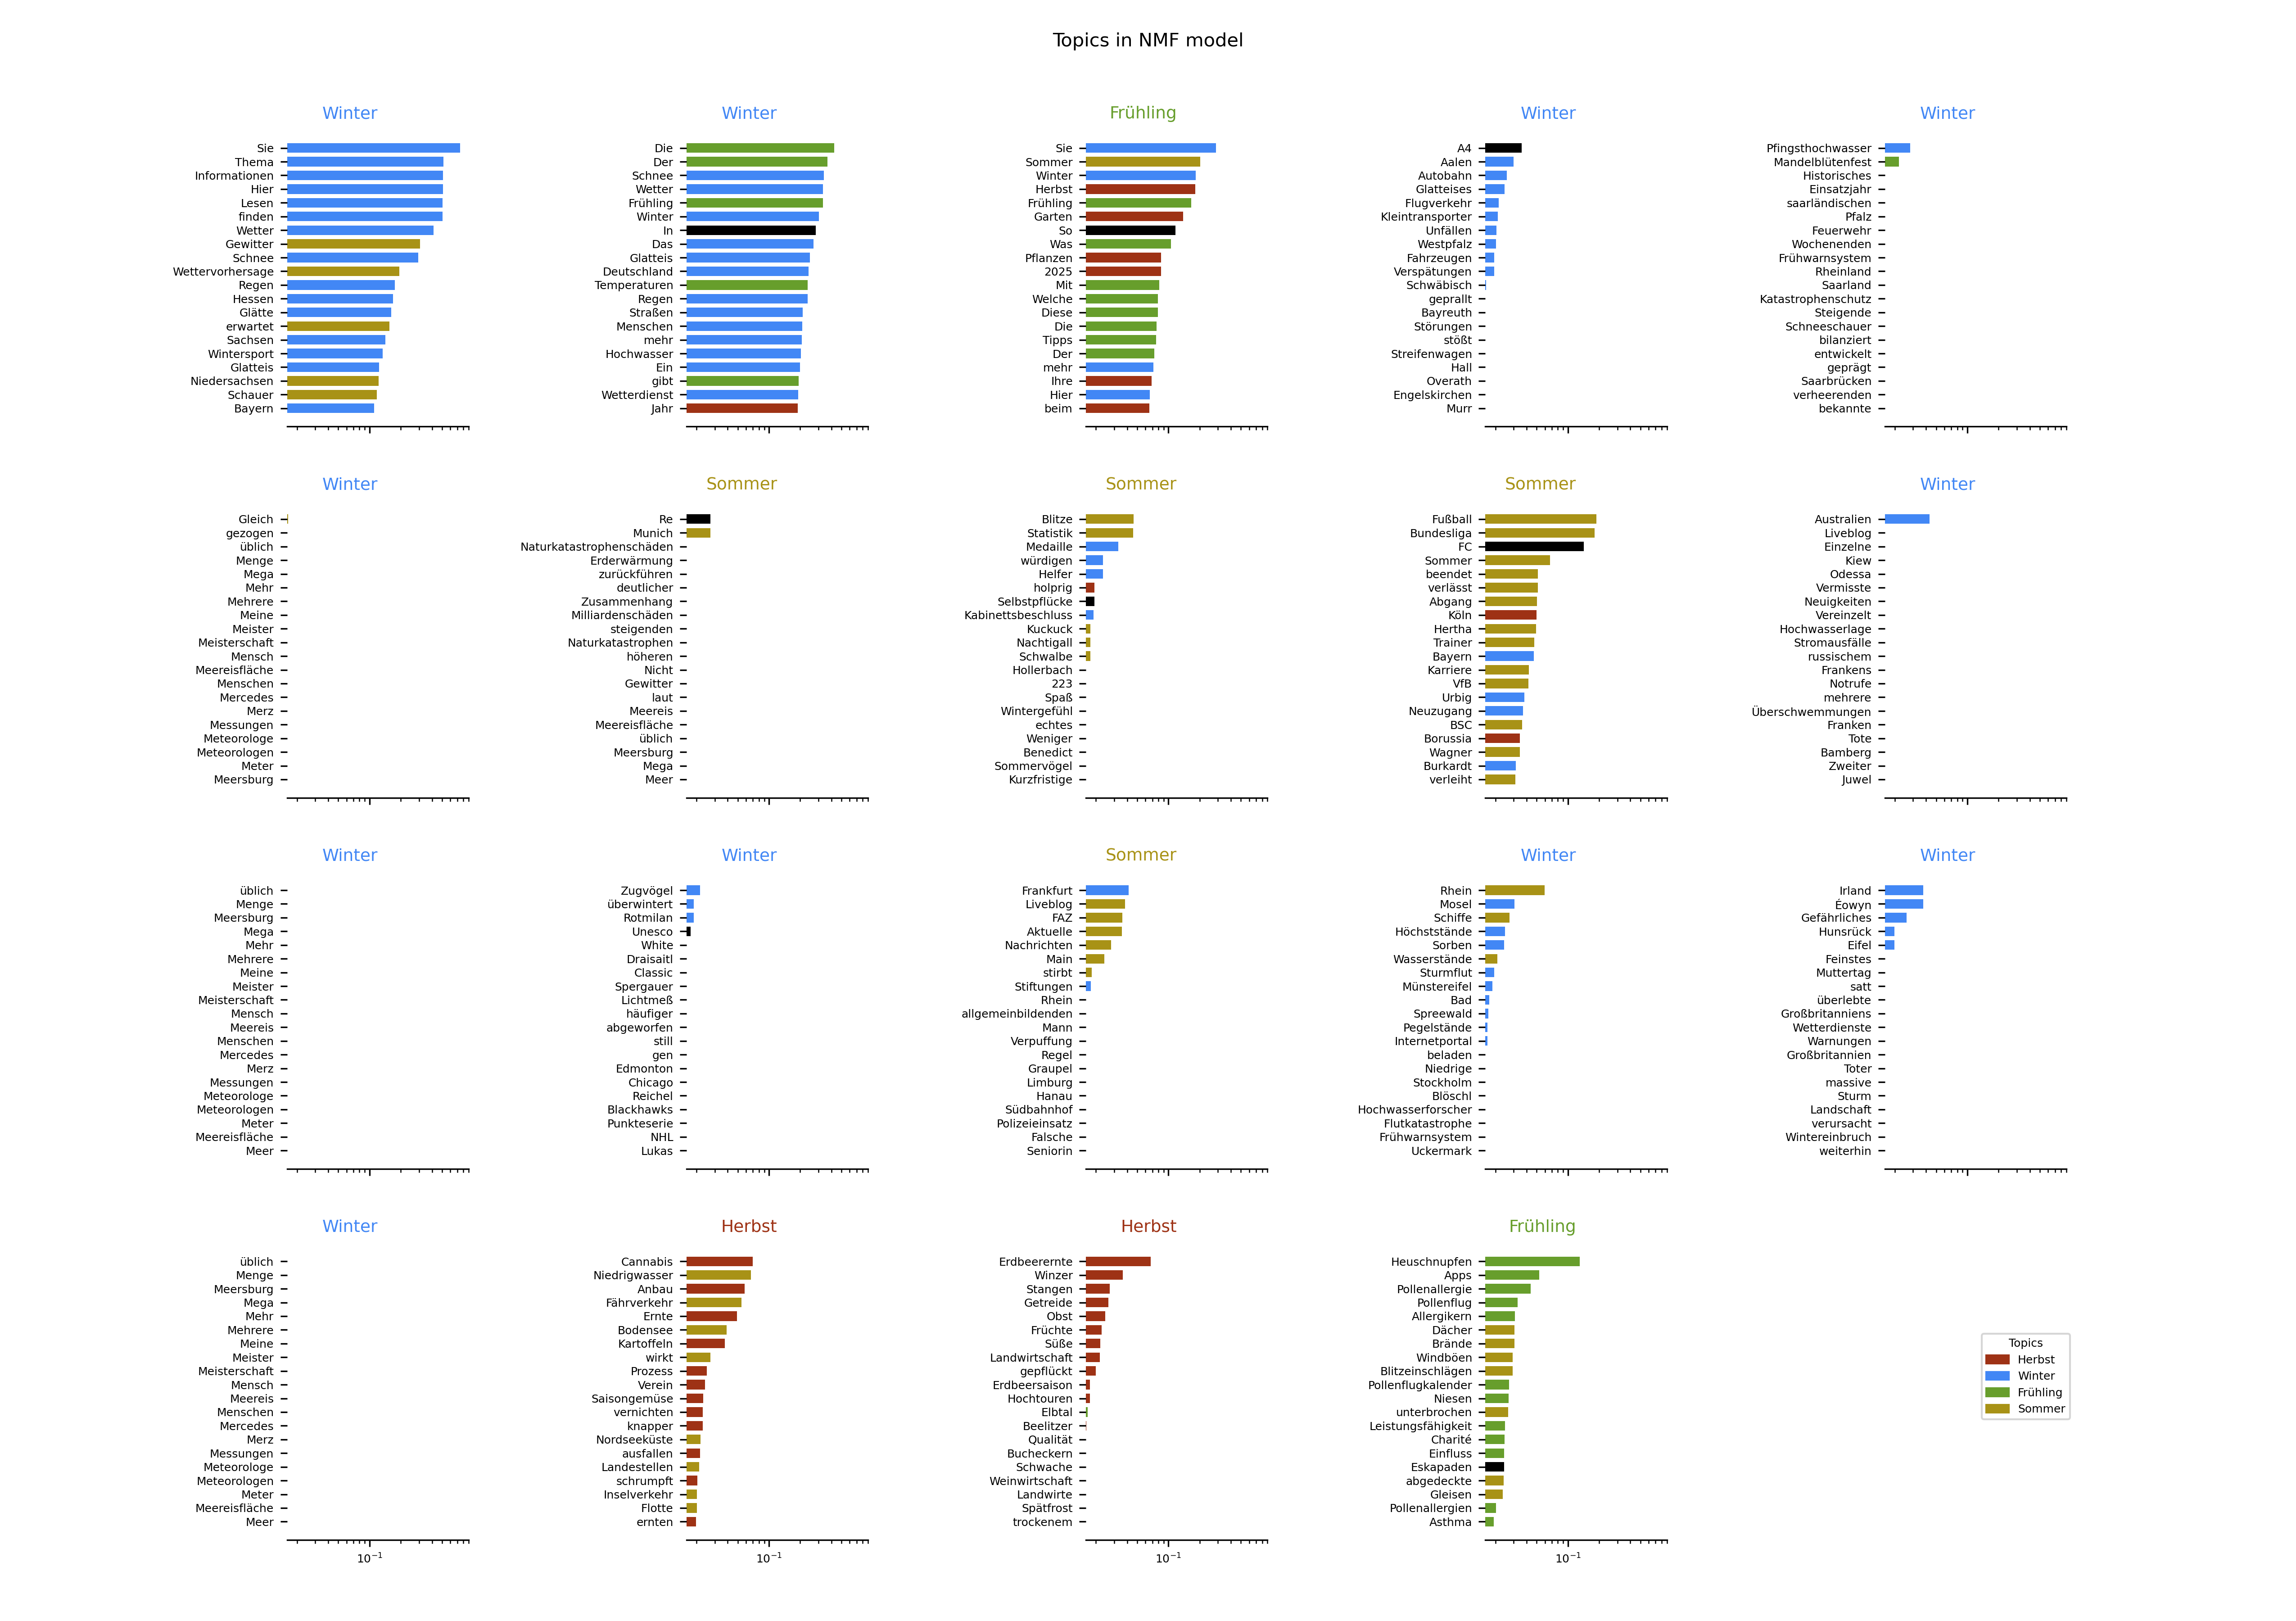 Topics in NMF model
Winter
Sie
Thema
Informationen
Hier
Lesen
finden
Wetter
Gewitter
Schnee
Wettervorhersage
Regen
Hessen
Glätte
erwartet
Sachsen
Wintersport
Glatteis
Niedersachsen
Schauer
Bayern
Winter
Die
Der
Schnee
Wetter
Frühling
Winter
In
Das
Glatteis
Deutschland
Temperaturen
Regen
Straßen
Menschen
mehr
Hochwasser
Ein
gibt
Wetterdienst
Jahr
Frühling
Sie
Sommer
Winter
Herbst
Frühling
Garten
So
Was
Pflanzen
2025
Mit
Welche
Diese
Die
Tipps
Der
mehr
Ihre
Hier
beim
Winter
A4
Aalen
Autobahn
Glatteises
Flugverkehr
Kleintransporter
Unfällen
Westpfalz
Fahrzeugen
Verspätungen
Schwäbisch
geprallt
Bayreuth
Störungen
stößt
Streifenwagen
Hall
Overath
Engelskirchen
Murr
Winter
Pfingsthochwasser
Mandelblütenfest
Historisches
Einsatzjahr
saarländischen
Pfalz
Feuerwehr
Wochenenden
Frühwarnsystem
Rheinland
Saarland
Katastrophenschutz
Steigende
Schneeschauer
bilanziert
entwickelt
geprägt
Saarbrücken
verheerenden
bekannte
Winter
Gleich
gezogen
üblich
Menge
Mega
Mehr
Mehrere
Meine
Meister
Meisterschaft
Mensch
Meereisfläche
Menschen
Mercedes
Merz
Messungen
Meteorologe
Meteorologen
Meter
Meersburg
Sommer
Re
Munich
Naturkatastrophenschäden
Erderwärmung
zurückführen
deutlicher
Zusammenhang
Milliardenschäden
steigenden
Naturkatastrophen
höheren
Nicht
Gewitter
laut
Meereis
Meereisfläche
üblich
Meersburg
Mega
Meer
Sommer
Blitze
Statistik
Medaille
würdigen
Helfer
holprig
Selbstpflücke
Kabinettsbeschluss
Kuckuck
Nachtigall
Schwalbe
Hollerbach
223
Spaß
Wintergefühl
echtes
Weniger
Benedict
Sommervögel
Kurzfristige
Sommer
Fußball
Bundesliga
FC
Sommer
beendet
verlässt
Abgang
Köln
Hertha
Trainer
Bayern
Karriere
VfB
Urbig
Neuzugang
BSC
Borussia
Wagner
Burkardt
verleiht
Winter
Australien
Liveblog
Einzelne
Kiew
Odessa
Vermisste
Neuigkeiten
Vereinzelt
Hochwasserlage
Stromausfälle
russischem
Frankens
Notrufe
mehrere
Überschwemmungen
Franken
Tote
Bamberg
Zweiter
Juwel
Winter
üblich
Menge
Meersburg
Mega
Mehr
Mehrere
Meine
Meister
Meisterschaft
Mensch
Meereis
Menschen
Mercedes
Merz
Messungen
Meteorologe
Meteorologen
Meter
Meereisfläche
Meer
Winter
Zugvögel
überwintert
Rotmilan
Unesco
White
Draisaitl
Classic
Spergauer
Lichtmeß
häufiger
abgeworfen
still
gen
Edmonton
Chicago
Reichel
Blackhawks
Punkteserie
NHL
Lukas
Sommer
Frankfurt
Liveblog
FAZ
Aktuelle
Nachrichten
Main
stirbt
Stiftungen
Rhein
allgemeinbildenden
Mann
Verpuffung
Regel
Graupel
Limburg
Hanau
Südbahnhof
Polizeieinsatz
Falsche
Seniorin
Winter
Rhein
Mosel
Schiffe
Höchststände
Sorben
Wasserstände
Sturmflut
Münstereifel
Bad
Spreewald
Pegelstände
Internetportal
beladen
Niedrige
Stockholm
Blöschl
Hochwasserforscher
Flutkatastrophe
Frühwarnsystem
Uckermark
Winter
Irland
Éowyn
Gefährliches
Hunsrück
Eifel
Feinstes
Muttertag
satt
überlebte
Großbritanniens
Wetterdienste
Warnungen
Großbritannien
Toter
massive
Sturm
Landschaft
verursacht
Wintereinbruch
weiterhin
Winter
üblich
Menge
Meersburg
Mega
Mehr
Mehrere
Meine
Meister
Meisterschaft
Mensch
Meereis
Menschen
Mercedes
Merz
Messungen
Meteorologe
Meteorologen
Meter
Meereisfläche
Meer
10⁻¹
Herbst
Cannabis
Niedrigwasser
Anbau
Fährverkehr
Ernte
Bodensee
Kartoffeln
wirkt
Prozess
Verein
Saisongemüse
vernichten
knapper
Nordseeküste
ausfallen
Landestellen
schrumpft
Inselverkehr
Flotte
ernten
10⁻¹
Herbst
Erdbeerernte
Winzer
Stangen
Getreide
Obst
Früchte
Süße
Landwirtschaft
gepflückt
Erdbeersaison
Hochtouren
Elbtal
Beelitzer
Qualität
Bucheckern
Schwache
Weinwirtschaft
Landwirte
Spätfrost
trockenem
10⁻¹
Frühling
Heuschnupfen
Apps
Pollenallergie
Pollenflug
Allergikern
Dächer
Brände
Windböen
Blitzeinschlägen
Pollenflugkalender
Niesen
unterbrochen
Leistungsfähigkeit
Charité
Einfluss
Eskapaden
abgedeckte
Gleisen
Pollenallergien
Asthma
10⁻¹
Topics
Herbst
Winter
Frühling
Sommer